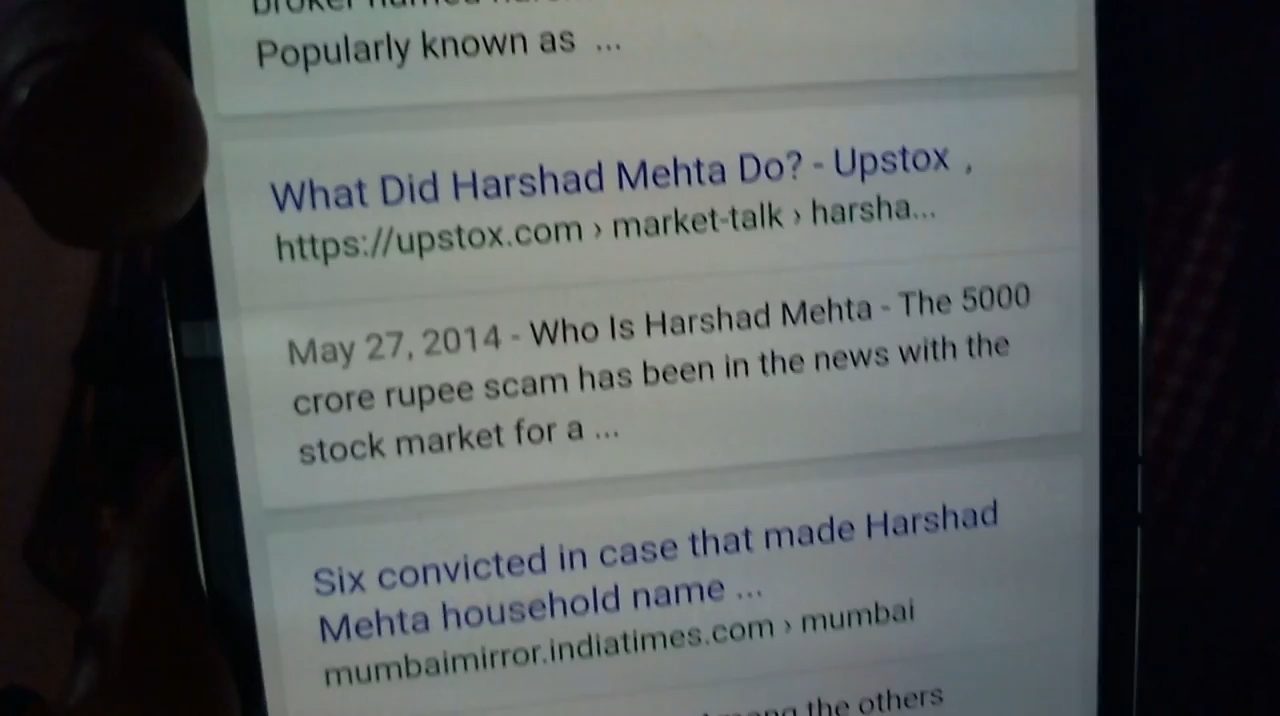 broker named
Popularly known as ...
What Did Harshad Mehta Do? - Upstox ,
https://upstox.com › market-talk › harsha...
May 27, 2014 - Who Is Harshad Mehta - The 5000
crore rupee scam has been in the news with the
stock market for a ...
Six convicted in case that made Harshad
Mehta household name ...
mumbaimirror.indiatimes.com › mumbai
the others